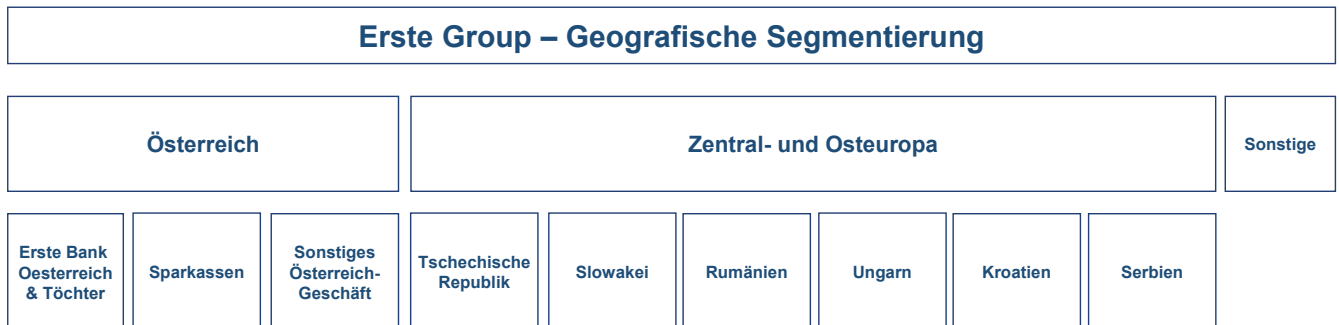 Erste Group – Geografische Segmentierung
Österreich
Zentral- und Osteuropa
Sonstige
Erste Bank
Oesterreich
& Töchter
Sparkassen
Sonstiges
Österreich-
Geschäft
Tschechische
Republik
Slowakei
Rumänien
Ungarn
Kroatien
Serbien